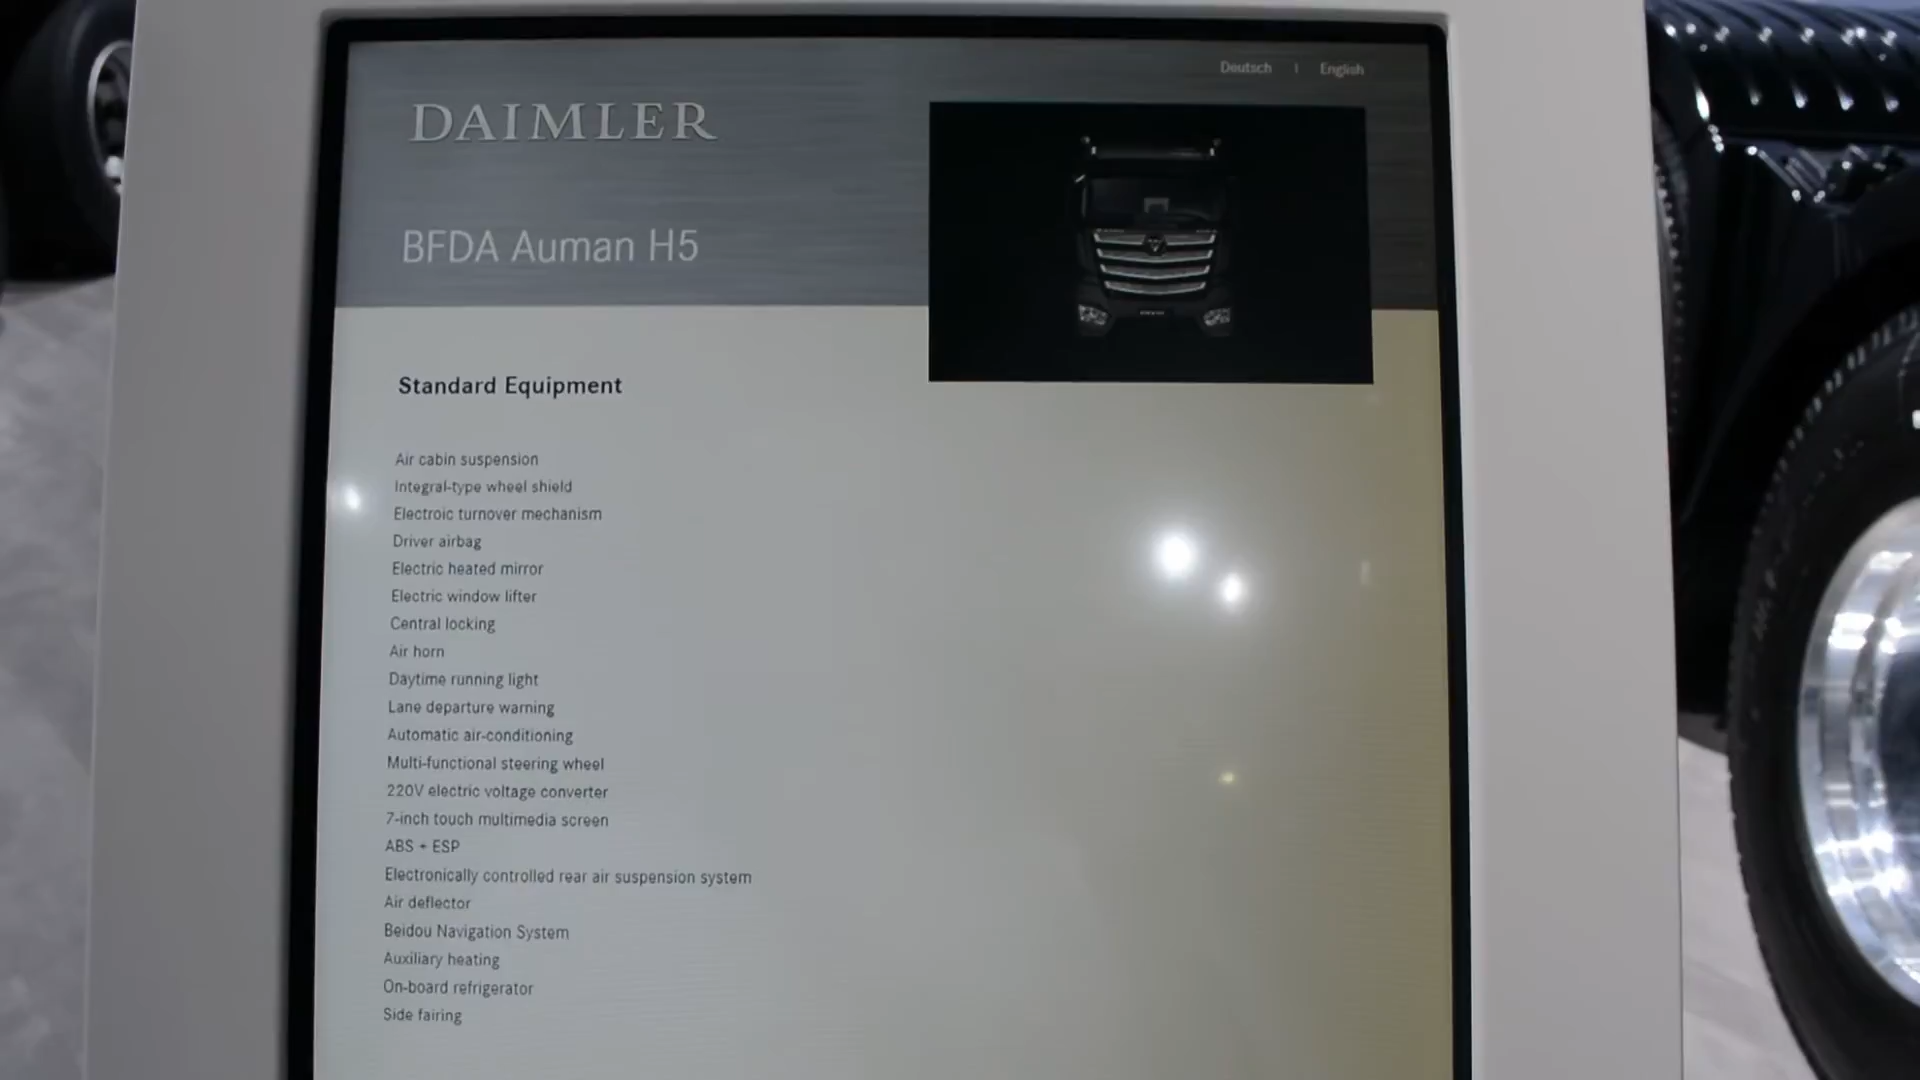 Deutsch | English
DAIMLER
BFDA Auman H5
Standard Equipment
Air cabin suspension
Integral-type wheel shield
Electroic turnover mechanism
Driver airbag
Electric heated mirror
Electric window lifter
Central locking
Air horn
Daytime running light
Lane departure warning
Automatic air-conditioning
Multi-functional steering wheel
220V electric voltage converter
7-inch touch multimedia screen
ABS + ESP
Electronically controlled rear air suspension system
Air deflector
Beidou Navigation System
Auxiliary heating
On-board refrigerator
Side fairing